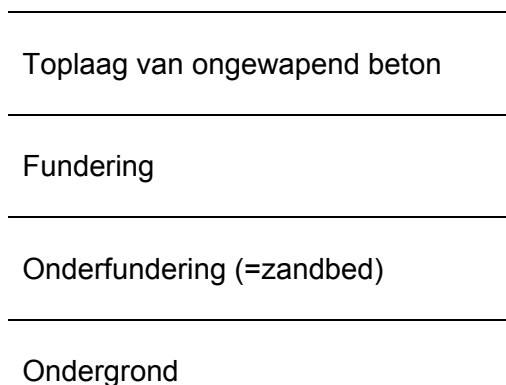 Toplaag van ongewapend beton
Fundering
Onderfundering (=zandbed)
Ondergrond